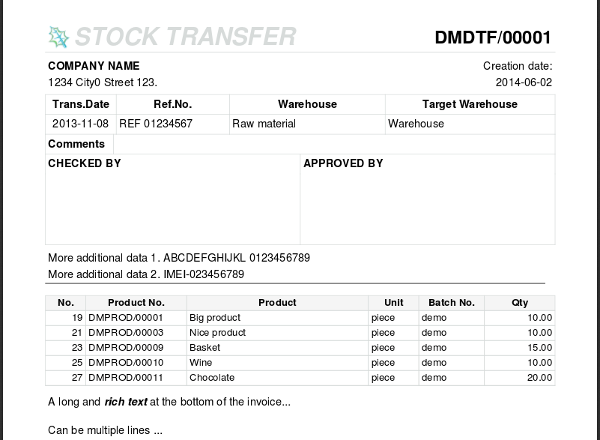 STOCK TRANSFER DMDTF/00001
COMPANY NAME Creation date:
1234 City0 Street 123. 2014-06-02
Trans.Date Ref.No. Warehouse Target Warehouse
2013-11-08 REF 01234567 Raw material Warehouse
Comments
CHECKED BY APPROVED BY
More additional data 1. ABCDEFGHIJKL 0123456789
More additional data 2. IMEI-023456789
No. Product No. Product Unit Batch No. Qty
19 DMPROD/00001 Big product piece demo 10.00
21 DMPROD/00003 Nice product piece demo 10.00
23 DMPROD/00009 Basket piece demo 15.00
25 DMPROD/00010 Wine piece demo 10.00
27 DMPROD/00011 Chocolate piece demo 20.00
A long and rich text at the bottom of the invoice...
Can be multiple lines ...